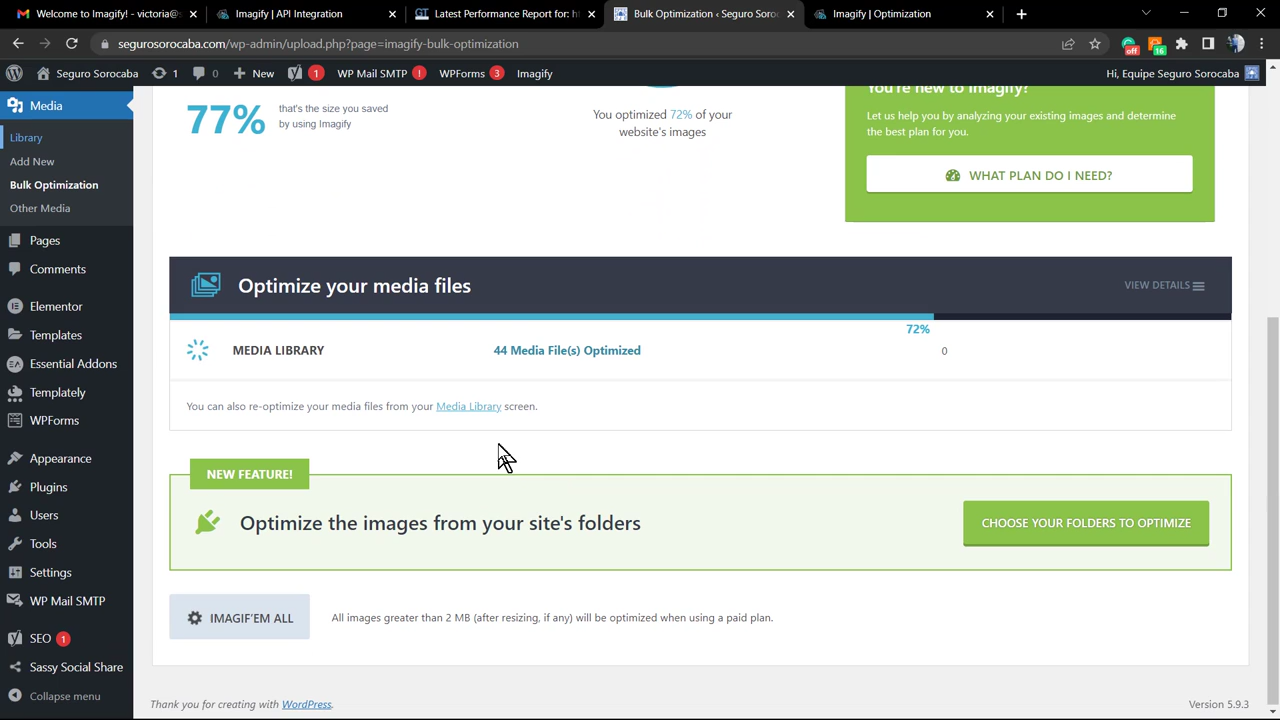 Welcome to Imagify! - victoria@
Imagify | API Integration
Latest Performance Report for: ht
Bulk Optimization ‹ Seguro Soroc
Imagify | Optimization
segurosorocaba.com/wp-admin/upload.php?page=imagify-bulk-optimization
off
16
Seguro Sorocaba
1
0
New
1
WP Mail SMTP !
WPForms 3
Imagify
Hi, Equipe Seguro Sorocaba
Media
Library
Add New
Bulk Optimization
Other Media
Pages
Comments
Elementor
Templates
Essential Addons
Templately
WPForms
Appearance
Plugins
Users
Tools
Settings
WP Mail SMTP
SEO 1
Sassy Social Share
Collapse menu
77%
that's the size you saved
by using Imagify
You optimized 72% of your
website's images
You're new to Imagify?
Let us help you by analyzing your existing images and determine
the best plan for you.
WHAT PLAN DO I NEED?
Optimize your media files
VIEW DETAILS
72%
MEDIA LIBRARY
44 Media File(s) Optimized
0
You can also re-optimize your media files from your Media Library screen.
NEW FEATURE!
Optimize the images from your site's folders
CHOOSE YOUR FOLDERS TO OPTIMIZE
IMAGIF'EM ALL
All images greater than 2 MB (after resizing, if any) will be optimized when using a paid plan.
Thank you for creating with WordPress.
Version 5.9.3